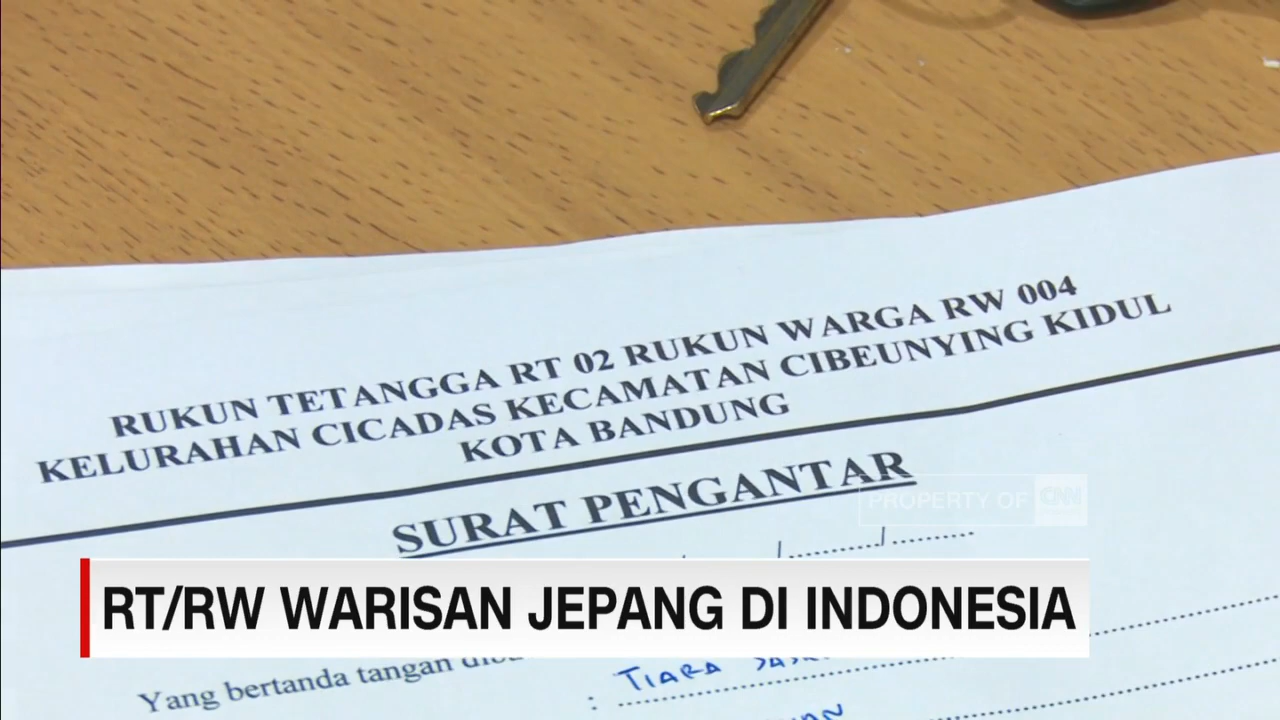 RUKUN TETANGGA RT 02 RUKUN WARGA RW 004
KELURAHAN CICADAS KECAMATAN CIBEUNYING KIDUL
KOTA BANDUNG
SURAT PENGANTAR
PROPERTY OF CNN
RT/RW WARISAN JEPANG DI INDONESIA
Yang bertanda tangan
: TIARA